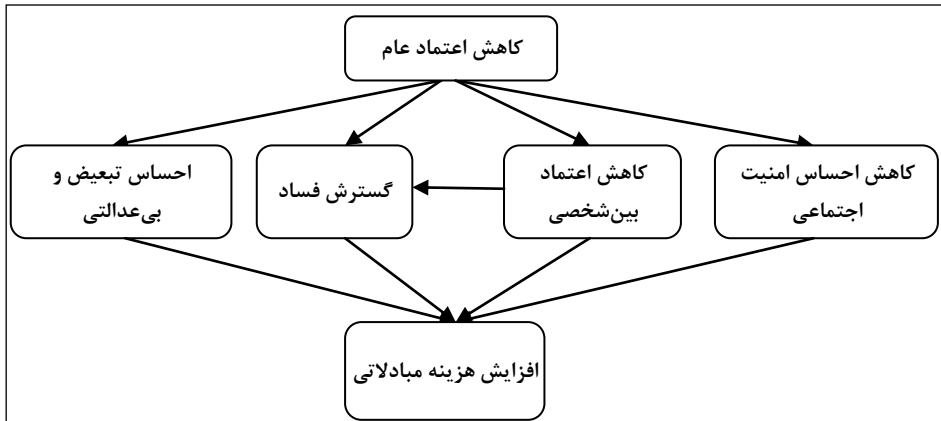 کاهش اعتماد عام
کاهش احساس امنیت
اجتماعی
کاهش اعتماد
بین‌شخصی
گسترش فساد
احساس تبعیض و
بی‌عدالتی
افزایش هزینه مبادلاتی